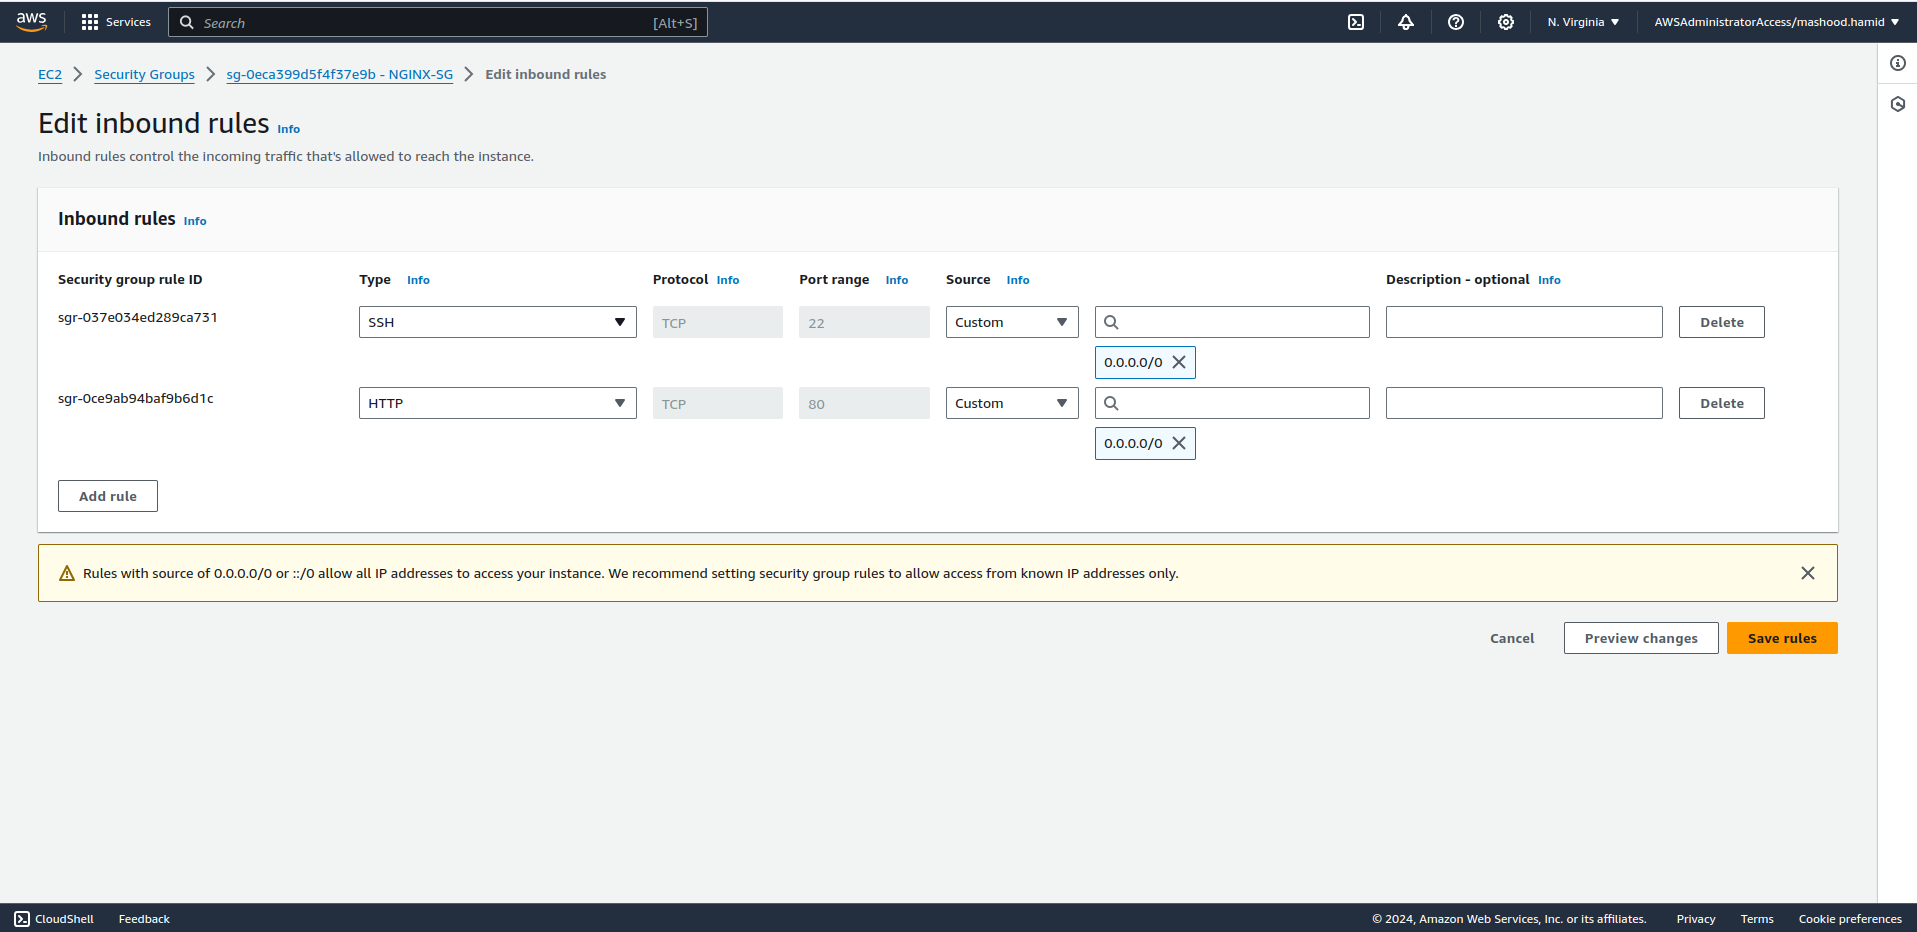 aws Services Search [Alt+S] N. Virginia AWSAdministratorAccess/mashood.hamid
EC2 Security Groups sg-0eca399d5f4f37e9b - NGINX-SG Edit inbound rules
Edit inbound rules Info
Inbound rules control the incoming traffic that's allowed to reach the instance.
Inbound rules Info
Security group rule ID Type Info Protocol Info Port range Info Source Info Description - optional Info
sgr-037e034ed289ca731 SSH TCP 22 Custom Delete
0.0.0.0/0
sgr-0ce9ab94baf9b6d1c HTTP TCP 80 Custom Delete
0.0.0.0/0
Add rule
Rules with source of 0.0.0.0/0 or ::/0 allow all IP addresses to access your instance. We recommend setting security group rules to allow access from known IP addresses only.
Cancel Preview changes Save rules
CloudShell Feedback © 2024, Amazon Web Services, Inc. or its affiliates. Privacy Terms Cookie preferences